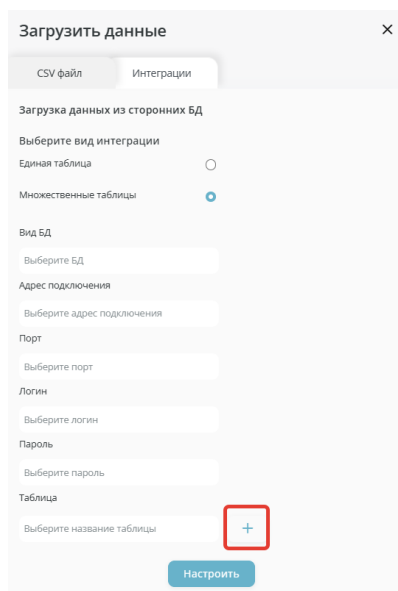 Загрузить данные
CSV файл Интеграции
Загрузка данных из сторонних БД
Выберите вид интеграции
Единая таблица
Множественные таблицы
Вид БД
Выберите БД
Адрес подключения
Выберите адрес подключения
Порт
Выберите порт
Логин
Выберите логин
Пароль
Выберите пароль
Таблица
Выберите название таблицы
Настроить